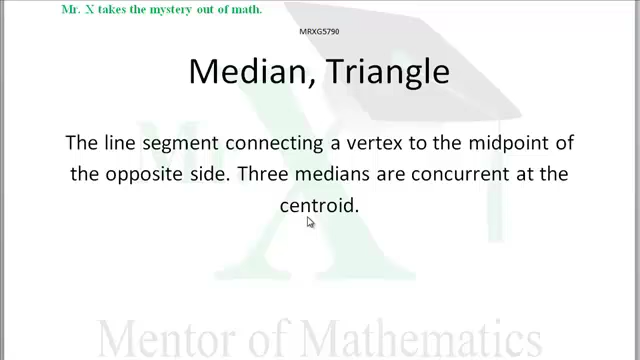 Mr. X takes the mystery out of math.
MRXG5790
Median, Triangle
Mr. X
The line segment connecting a vertex to the midpoint of
the opposite side. Three medians are concurrent at the
centroid.
Mentor of Mathematics